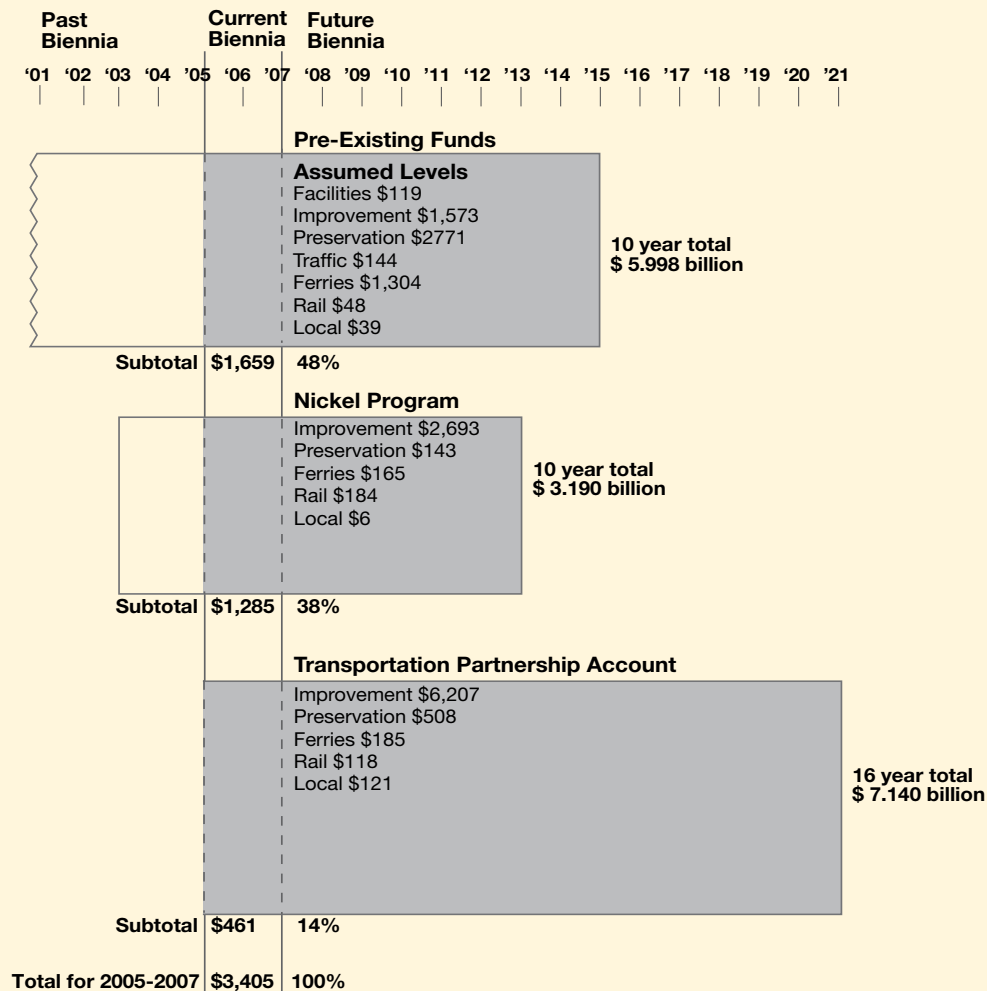 Past Biennia
Current Biennia
Future Biennia
‘01 ‘02 ‘03 ‘04 ’05 ‘06 ‘07 ‘08 ’09 ’10 ’11 ’12 ’13 ’14 ’15 ‘16 ’17 ’18 ’19 ’20 ’21
Pre-Existing Funds
Assumed Levels
Facilities $119
Improvement $1,573
Preservation $2771
Traffic $144
Ferries $1,304
Rail $48
Local $39
10 year total
$ 5.998 billion
Subtotal $1,659 48%
Nickel Program
Improvement $2,693
Preservation $143
Ferries $165
Rail $184
Local $6
10 year total
$ 3.190 billion
Subtotal $1,285 38%
Transportation Partnership Account
Improvement $6,207
Preservation $508
Ferries $185
Rail $118
Local $121
16 year total
$ 7.140 billion
Subtotal $461 14%
Total for 2005-2007 $3,405 100%